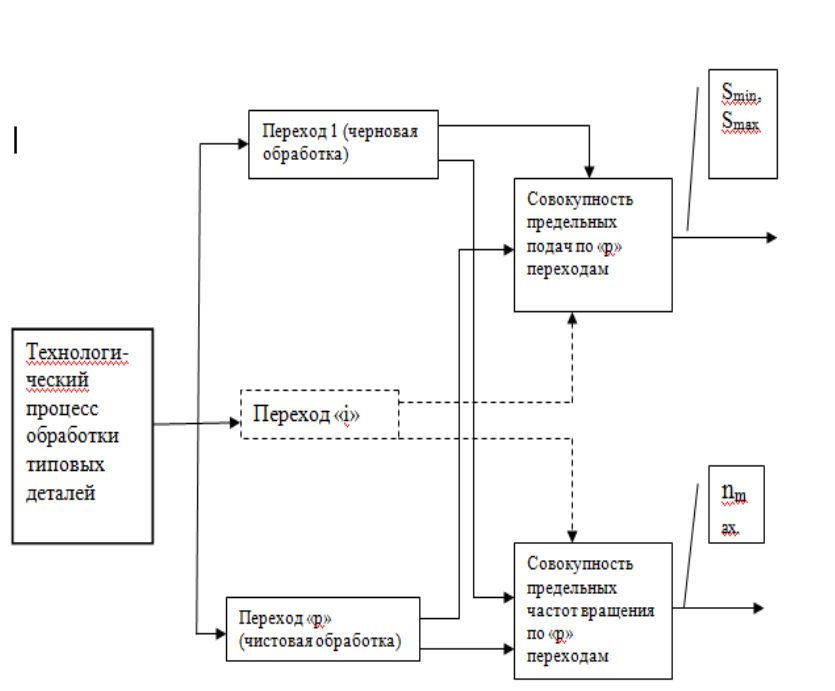 Smin,
Smax
Переход 1 (черновая
обработка)
Совокупность
предельных
подач по «р»
переходам
Технологи-
ческий
процесс
обработки
типовых
деталей
Переход «i»
nm
ax.
Совокупность
предельных
частот вращения
по «р»
переходам
Переход «р»
(чистовая обработка)